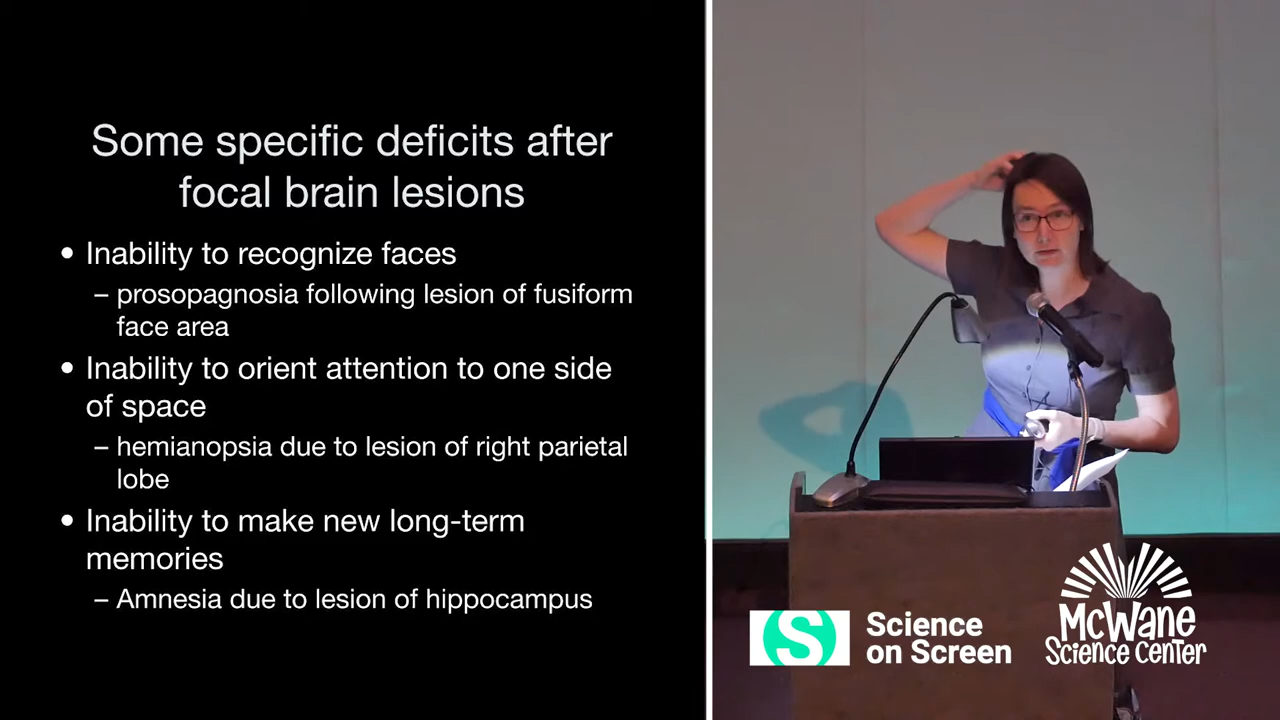 Some specific deficits after
focal brain lesions
• Inability to recognize faces
– prosopagnosia following lesion of fusiform
face area
• Inability to orient attention to one side
of space
– hemianopsia due to lesion of right parietal
lobe
• Inability to make new long-term
memories
– Amnesia due to lesion of hippocampus
S
Science
on Screen
McWane
Science Center